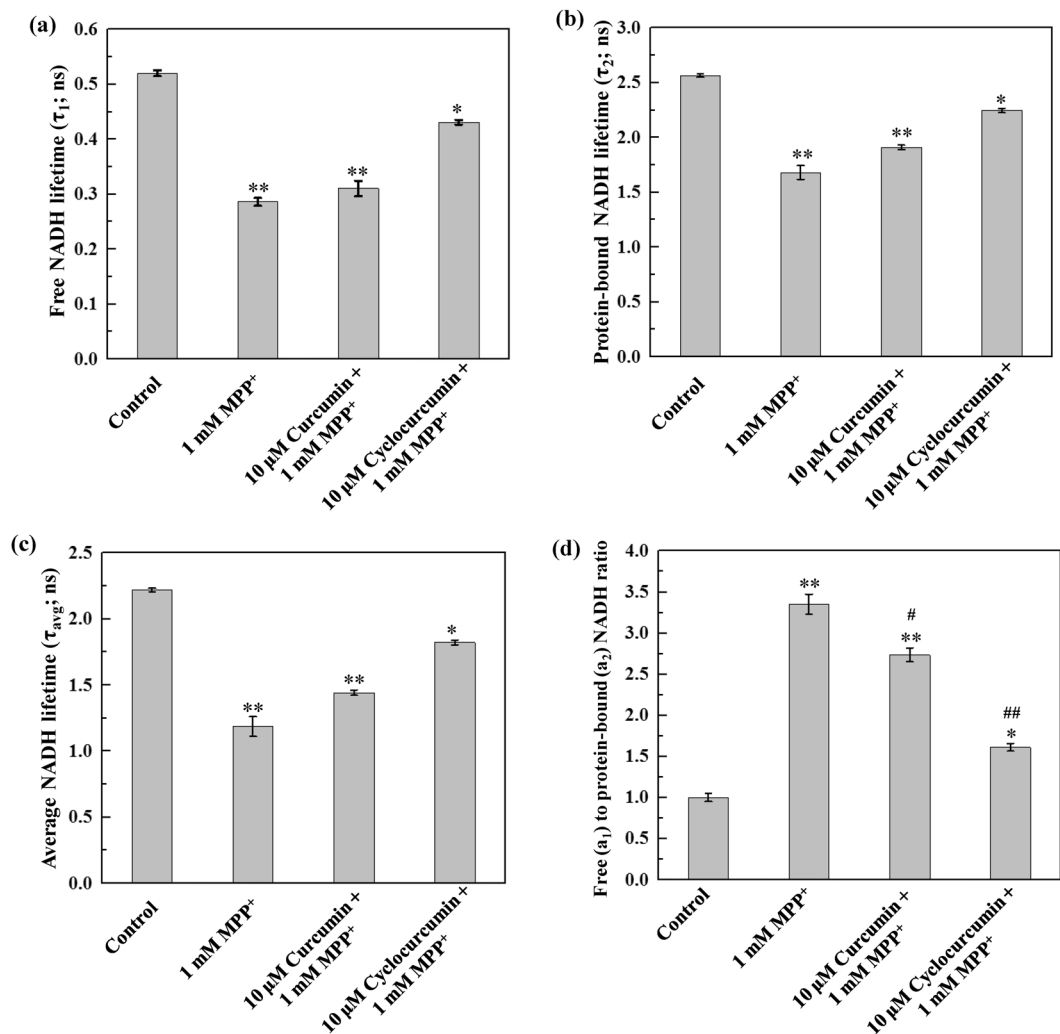 (a)
Free NADH lifetime (τ1; ns)
0.6
0.5
0.4
0.3
0.2
0.1
0.0
**
**
*
Control
1 mM MPP+
10 μM Curcumin +
1 mM MPP+
10 μM Cyclocurcumin +
1 mM MPP+
(b)
Protein-bound NADH lifetime (τ2; ns)
3.0
2.5
2.0
1.5
1.0
0.5
0.0
**
**
*
Control
1 mM MPP+
10 μM Curcumin +
1 mM MPP+
10 μM Cyclocurcumin +
1 mM MPP+
(c)
Average NADH lifetime (τavg; ns)
2.5
2.0
1.5
1.0
0.5
0.0
**
**
*
Control
1 mM MPP+
10 μM Curcumin +
1 mM MPP+
10 μM Cyclocurcumin +
1 mM MPP+
(d)
Free (a1) to protein-bound (a2) NADH ratio
4.0
3.5
3.0
2.5
2.0
1.5
1.0
0.5
0.0
**
#
**
##
*
Control
1 mM MPP+
10 μM Curcumin +
1 mM MPP+
10 μM Cyclocurcumin +
1 mM MPP+